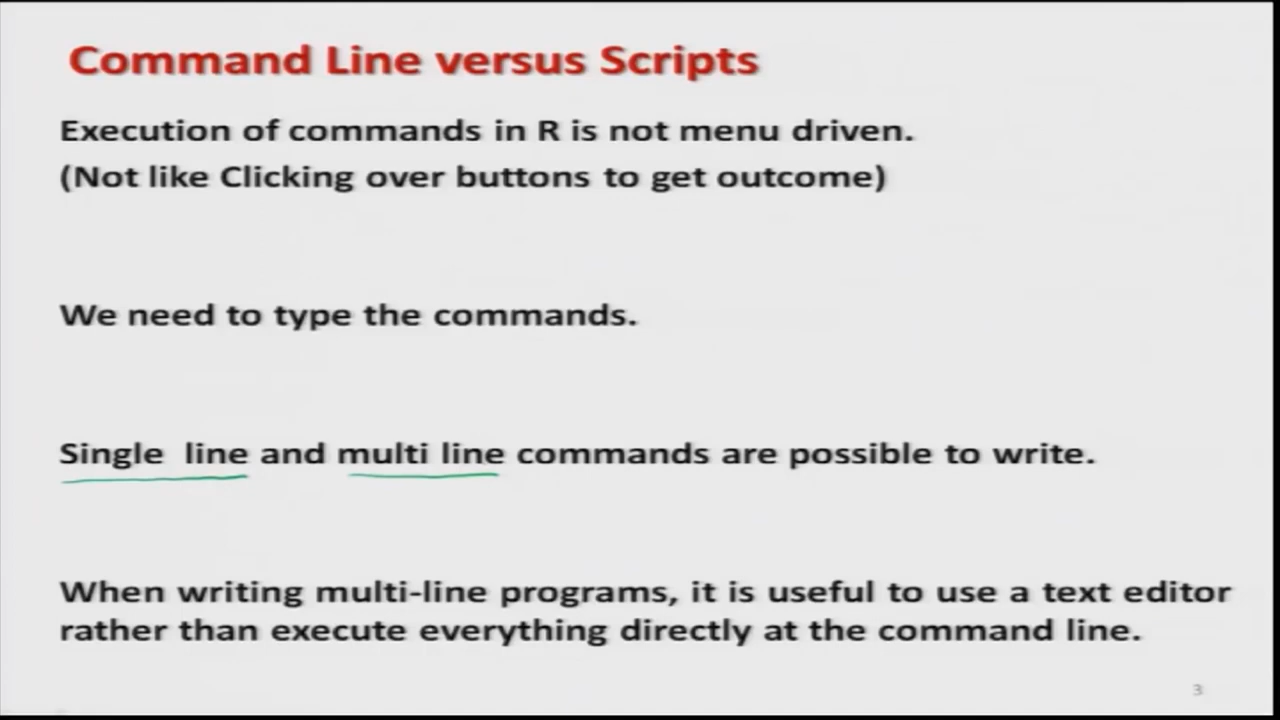 Command Line versus Scripts
Execution of commands in R is not menu driven.
(Not like Clicking over buttons to get outcome)
We need to type the commands.
Single line and multi line commands are possible to write.
When writing multi-line programs, it is useful to use a text editor
rather than execute everything directly at the command line.
3